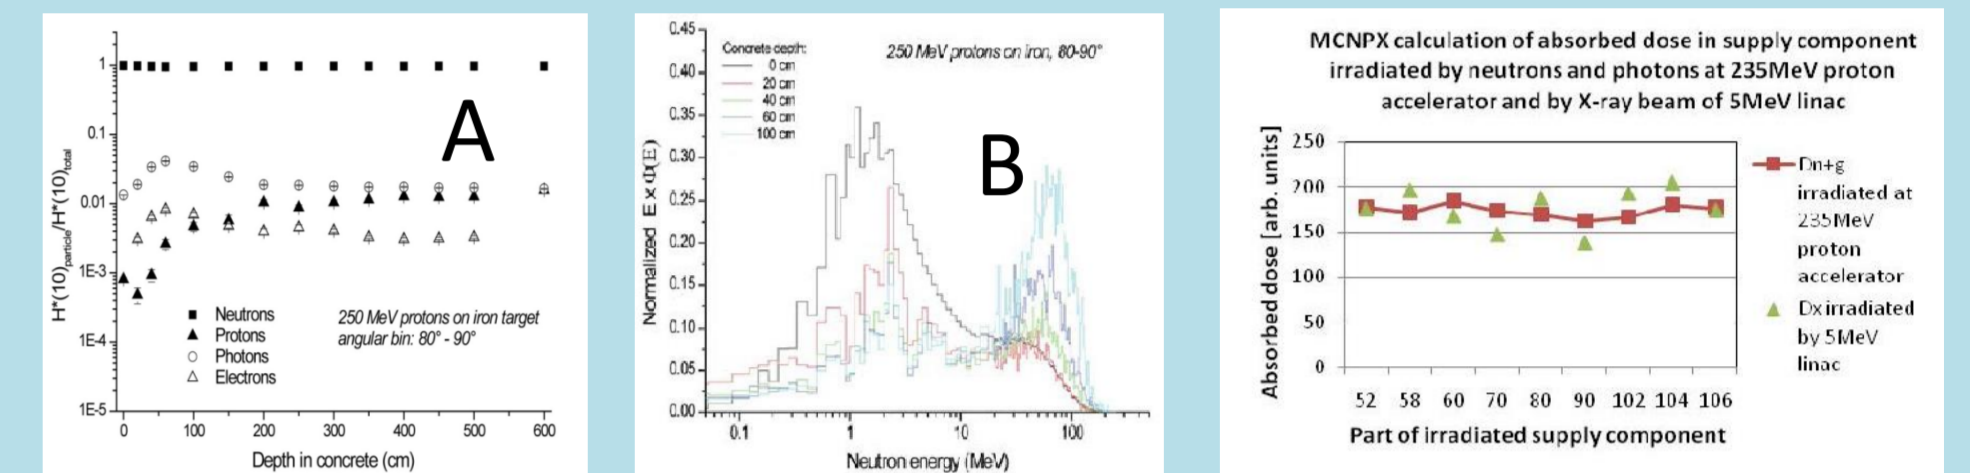 H*(10)particle/H*(10)total
1
0.1
0.01
1E-3
1E-4
1E-5
A
Neutrons
Protons
Photons
Electrons
250 MeV protons on iron target
angular bin: 80° - 90°
0 100 200 300 400 500 600
Depth in concrete (cm)
Normalized E x Φ(E)
0.45
0.40
0.35
0.30
0.25
0.20
0.15
0.10
0.05
0.00
Concrete depth:
0 cm
20 cm
40 cm
60 cm
100 cm
250 MeV protons on iron, 80-90°
B
0.1 1 10 100
Neutron energy (MeV)
MCNPX calculation of absorbed dose in supply component
irradiated by neutrons and photons at 235MeV proton
accelerator and by X-ray beam of 5MeV linac
Absorbed dose [arb. units]
250
200
150
100
50
0
52 58 60 70 80 90 102 104 106
Part of irradiated supply component
Dn+g
irradiated at
235MeV
proton
accelerator
Dx irradiated
by 5MeV
linac